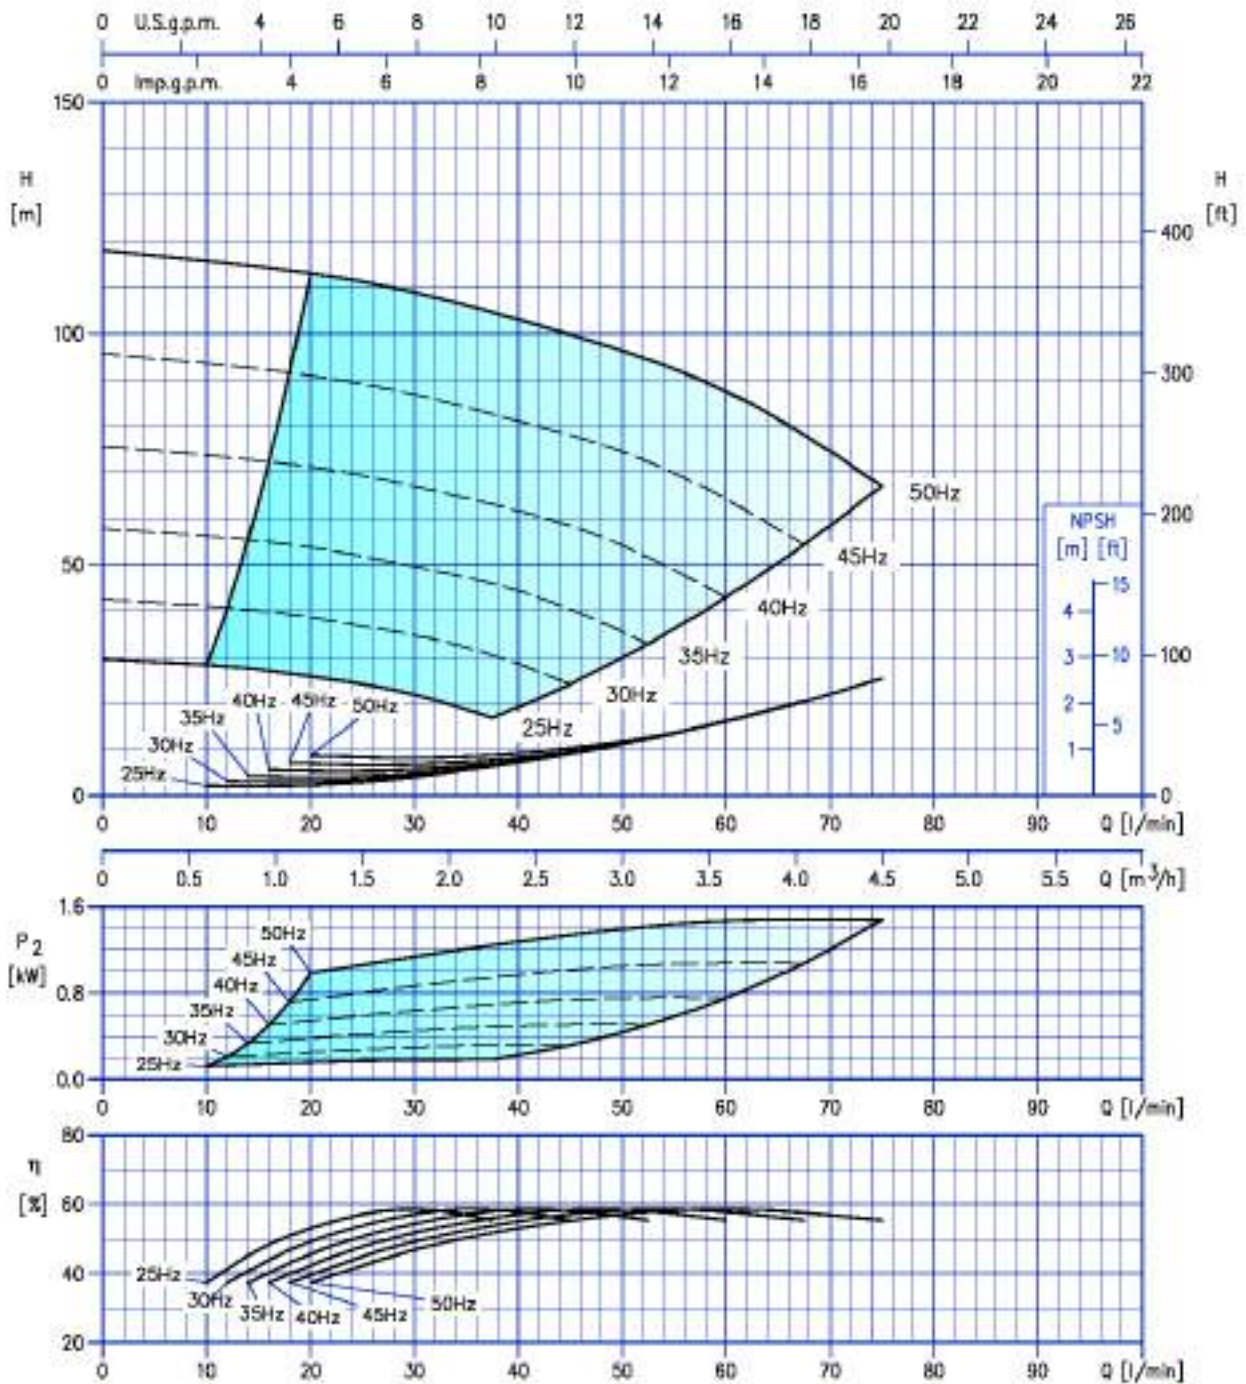 0 U.S.g.p.m. 4 6 8 10 12 14 16 18 20 22 24 26
0 Imp.g.p.m. 4 6 8 10 12 14 16 18 20 22
150
H
[m]
H
[ft]
400
100
300
50Hz
200
NPSH
[m] [ft]
45Hz
15
50
40Hz
4
35Hz
3
10
100
30Hz
40Hz
45Hz
50Hz
2
35Hz
25Hz
5
30Hz
1
25Hz
0
0
0 10 20 30 40 50 60 70 80 90 Q [l/min]
0 0.5 1.0 1.5 2.0 2.5 3.0 3.5 4.0 4.5 5.0 5.5 Q [m³/h]
1.6
P2
[kW]
50Hz
45Hz
40Hz
0.8
35Hz
30Hz
25Hz
0.0
0 10 20 30 40 50 60 70 80 90 Q [l/min]
80
η
[%]
60
40
25Hz
30Hz
35Hz
40Hz
45Hz
50Hz
20
0 10 20 30 40 50 60 70 80 90 Q [l/min]